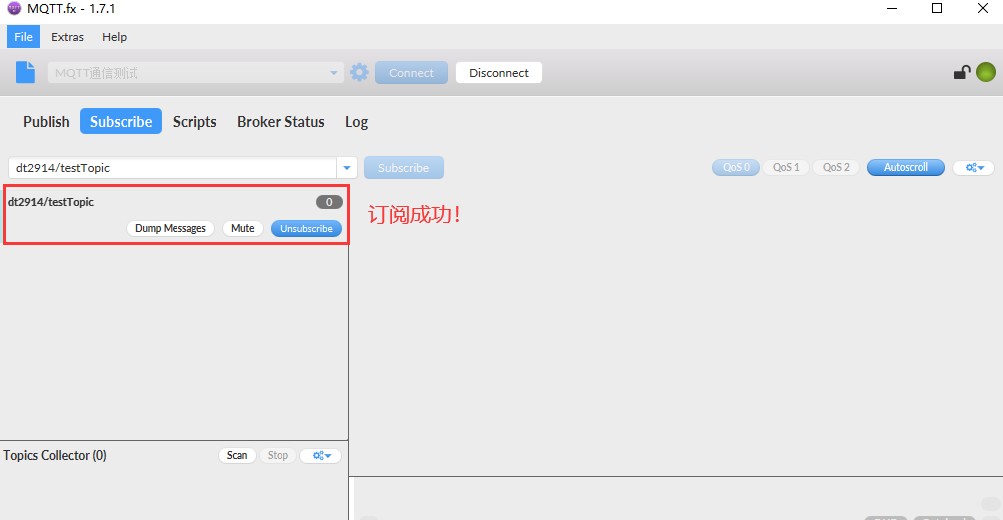 MQTT.fx - 1.7.1
File Extras Help
MQTT通信测试 Connect Disconnect
Publish Subscribe Scripts Broker Status Log
dt2914/testTopic Subscribe QoS 0 QoS 1 QoS 2 Autoscroll
dt2914/testTopic 0
订阅成功!
Dump Messages Mute Unsubscribe
Topics Collector (0) Scan Stop